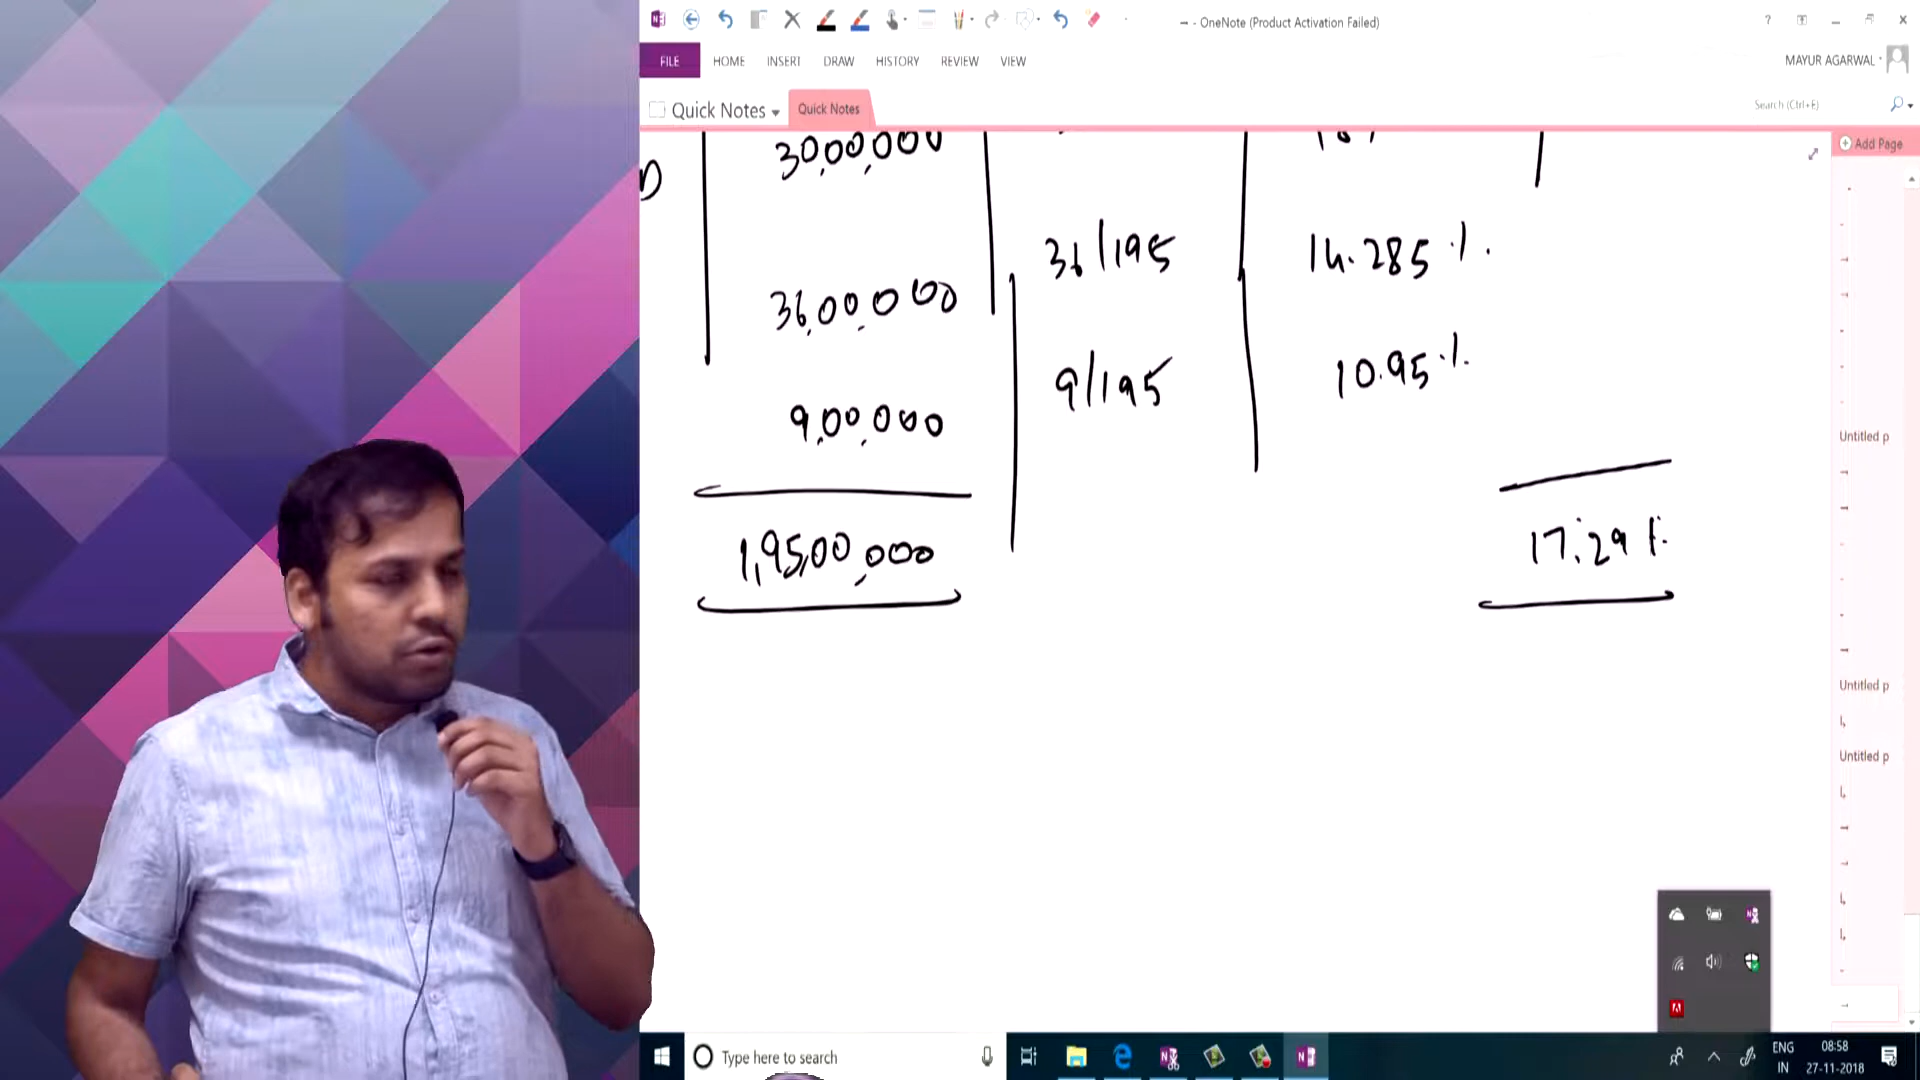 - OneNote (Product Activation Failed)
FILE HOME INSERT DRAW HISTORY REVIEW VIEW
MAYUR AGARWAL
Quick Notes Quick Notes
Search (Ctrl+E)
Add Page
30,00,000
D
36/195 14.285 %.
36,00,000
9/195 10.95 %.
9,00,000
1,95,00,000 17.29 %
Untitled p
Untitled p
Untitled p
Type here to search
ENG
IN
08:58
27-11-2018